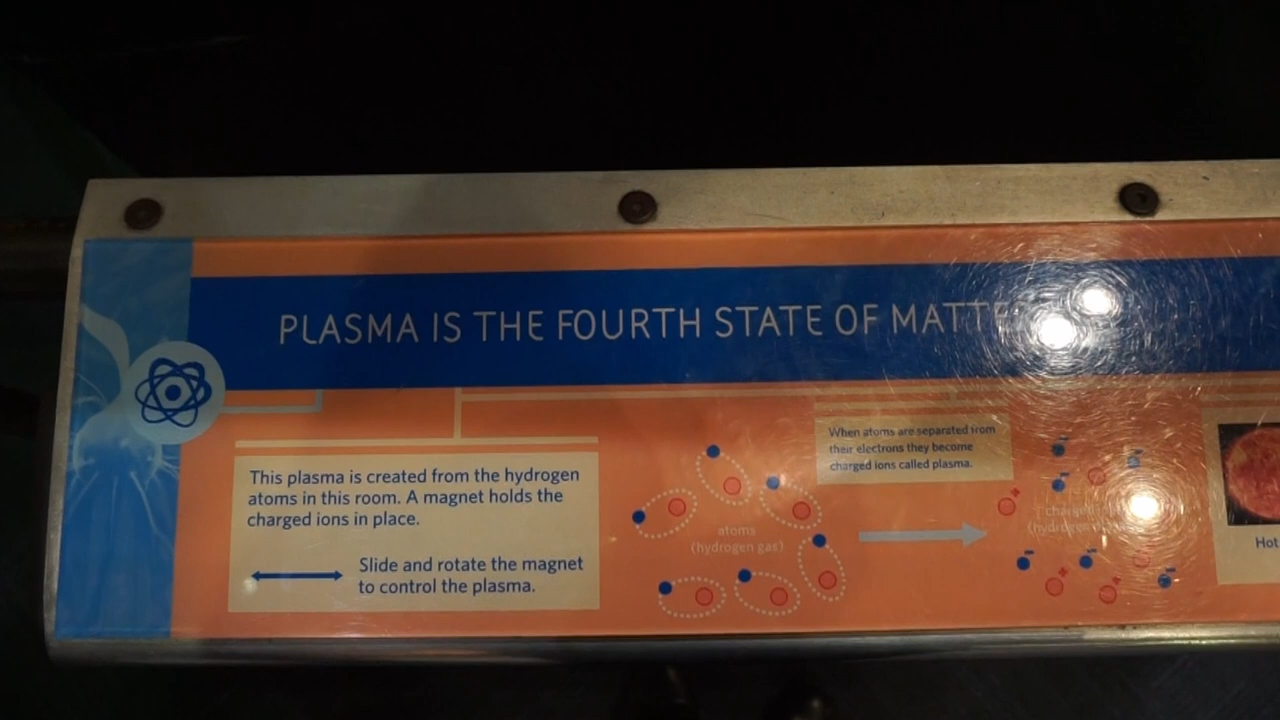 PLASMA IS THE FOURTH STATE OF MATTE
This plasma is created from the hydrogen
atoms in this room. A magnet holds the
charged ions in place.
Slide and rotate the magnet
to control the plasma.
atoms
(hydrogen gas)
When atoms are separated from
their electrons they become
charged ions called plasma.
charged
(hydrogen
Hot